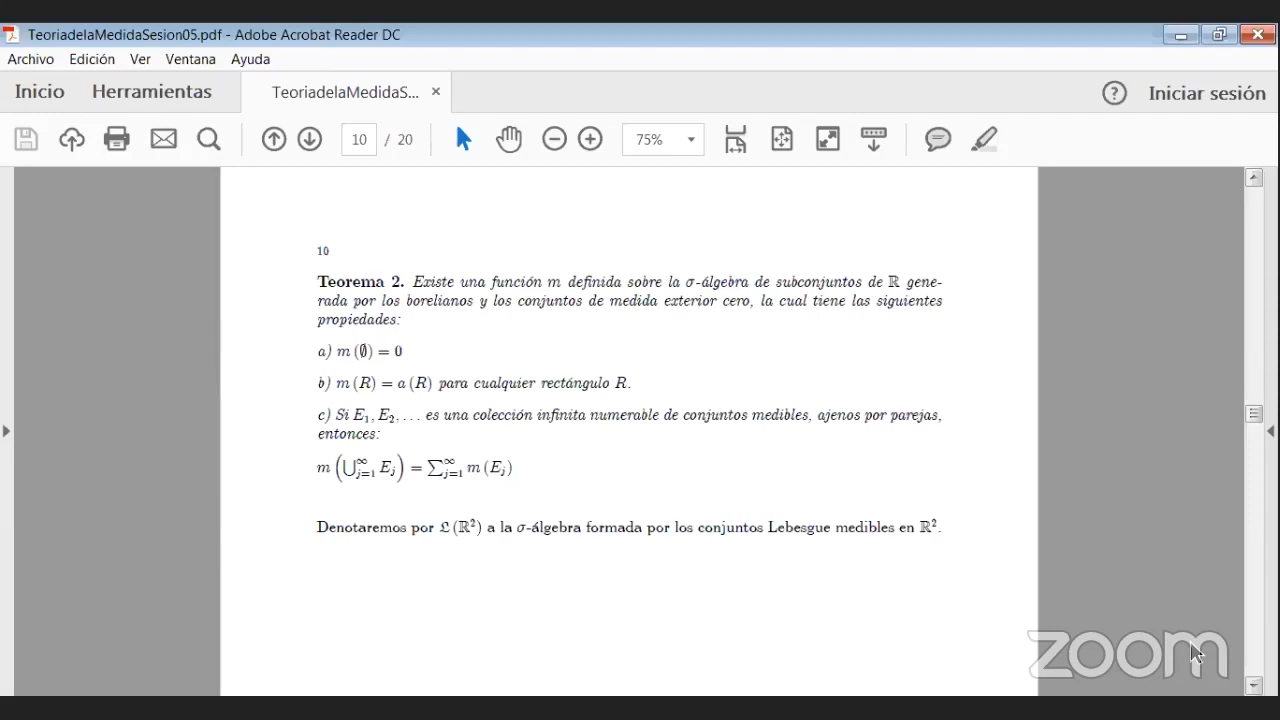 TeoriadelaMedidaSesion05.pdf - Adobe Acrobat Reader DC
Archivo Edición Ver Ventana Ayuda
Inicio Herramientas TeoriadelaMedidaS... × ? Iniciar sesión
10 / 20 75%
10
Teorema 2. Existe una función m definida sobre la σ-álgebra de subconjuntos de ℝ gene-
rada por los borelianos y los conjuntos de medida exterior cero, la cual tiene las siguientes
propiedades:
a) m (∅) = 0
b) m (R) = a (R) para cualquier rectángulo R.
c) Si E₁, E₂, . . . es una colección infinita numerable de conjuntos medibles, ajenos por parejas,
entonces:
m (⋃_{j=1}^{∞} E_j) = ∑_{j=1}^{∞} m (E_j)
Denotaremos por 𝔏 (ℝ²) a la σ-álgebra formada por los conjuntos Lebesgue medibles en ℝ².
zoom